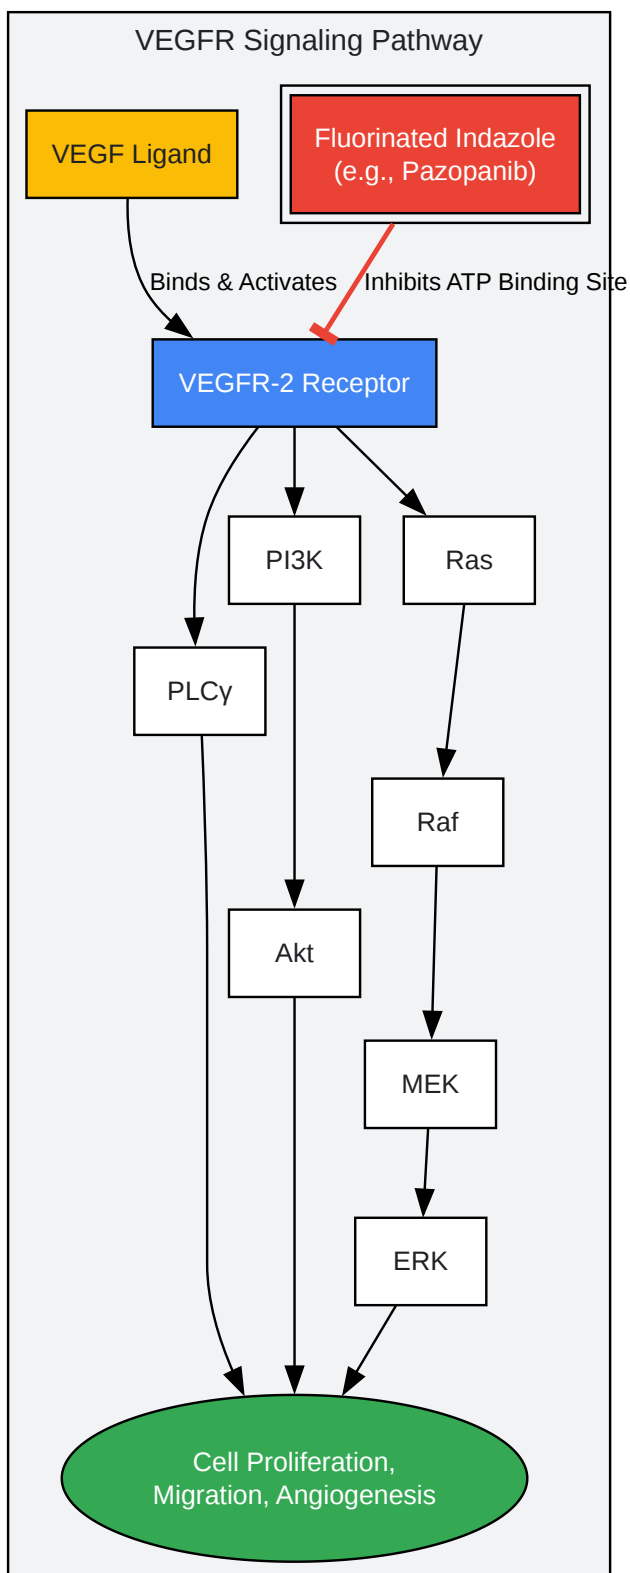 VEGFR Signaling Pathway
VEGF Ligand
Fluorinated Indazole
(e.g., Pazopanib)
Binds & Activates
Inhibits ATP Binding Site
VEGFR-2 Receptor
PI3K
Ras
PLCγ
Raf
Akt
MEK
ERK
Cell Proliferation,
Migration, Angiogenesis